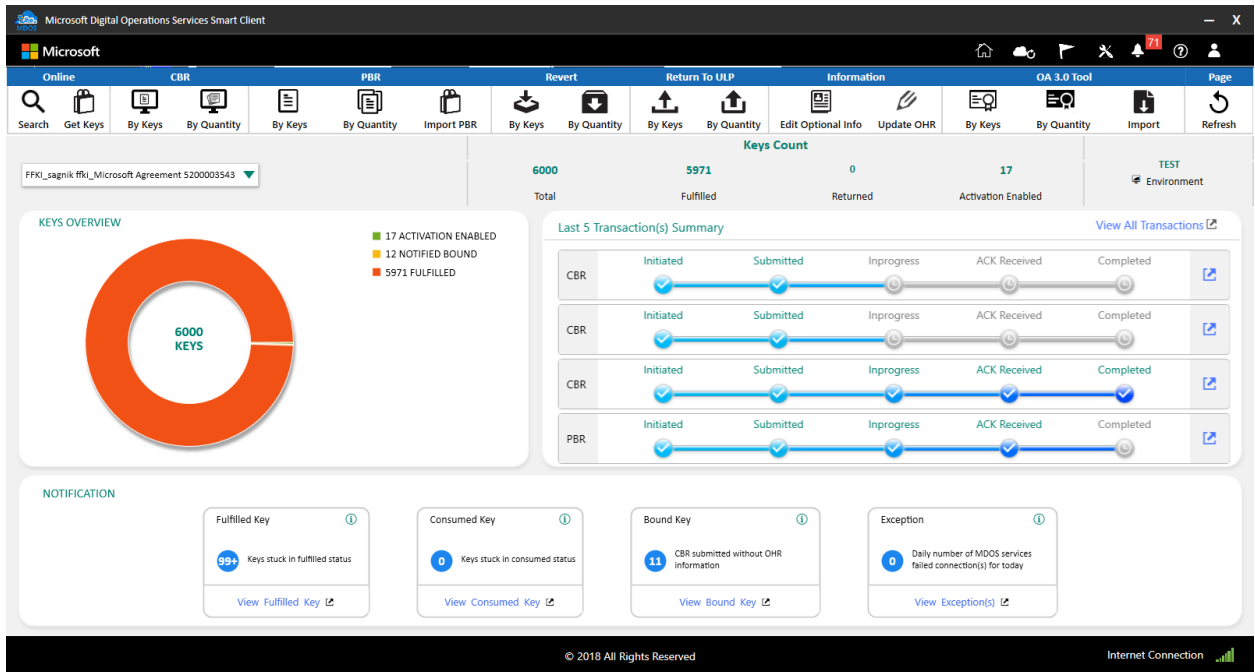 MDOS
Microsoft Digital Operations Services Smart Client
— X
Microsoft
71
Online CBR PBR Revert Return To ULP Information OA 3.0 Tool Page
Search Get Keys By Keys By Quantity By Keys By Quantity Import PBR By Keys By Quantity By Keys By Quantity Edit Optional Info Update OHR By Keys By Quantity Import Refresh
Keys Count
FFKI_sagnik ffki_Microsoft Agreement 5200003543
6000 5971 0 17
Total Fulfilled Returned Activation Enabled
TEST
Environment
KEYS OVERVIEW
17 ACTIVATION ENABLED
12 NOTIFIED BOUND
5971 FULFILLED
6000
KEYS
Last 5 Transaction(s) Summary
View All Transactions
CBR Initiated Submitted Inprogress ACK Received Completed
CBR Initiated Submitted Inprogress ACK Received Completed
CBR Initiated Submitted Inprogress ACK Received Completed
PBR Initiated Submitted Inprogress ACK Received Completed
NOTIFICATION
Fulfilled Key
99+ Keys stuck in fulfilled status
View Fulfilled Key
Consumed Key
0 Keys stuck in consumed status
View Consumed Key
Bound Key
11 CBR submitted without OHR
information
View Bound Key
Exception
0 Daily number of MDOS services
failed connection(s) for today
View Exception(s)
© 2018 All Rights Reserved
Internet Connection